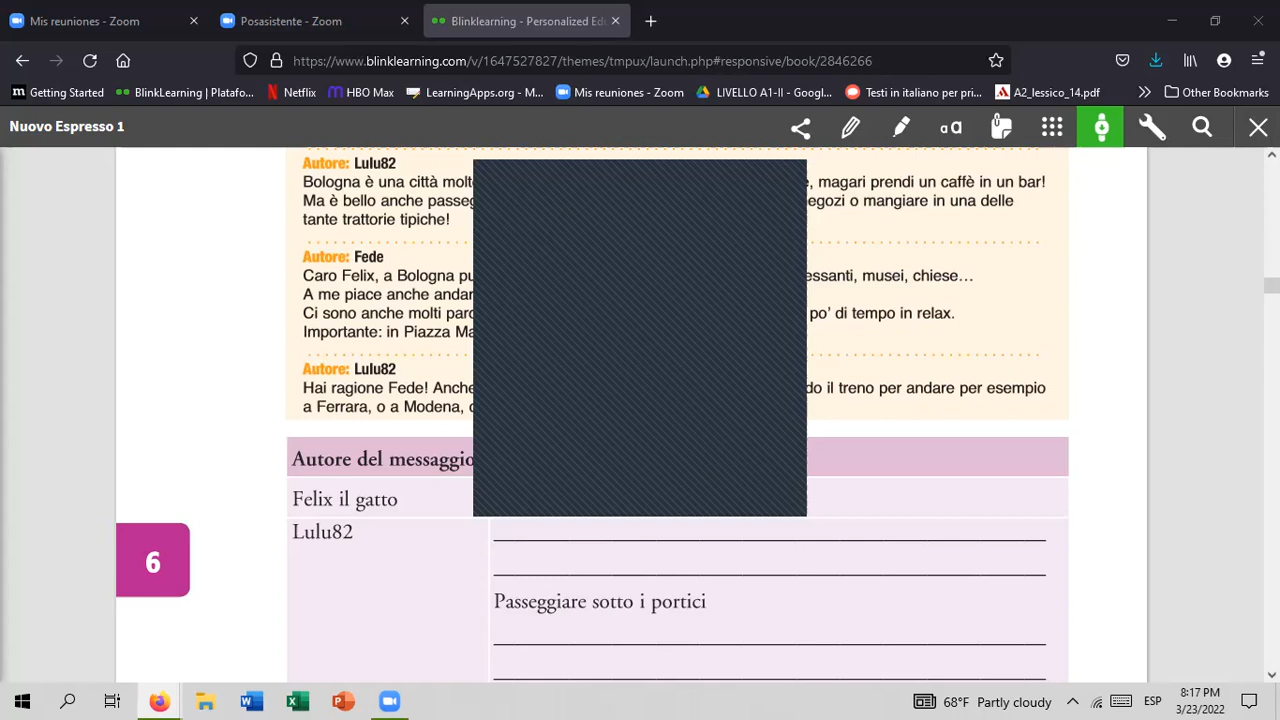 Mis reuniones - Zoom
Posasistente - Zoom
Blinklearning - Personalized Ed
https://www.blinklearning.com/v/1647527827/themes/tmpux/launch.php#responsive/book/2846266
Getting Started
BlinkLearning | Platafo...
Netflix
HBO Max
LearningApps.org - M...
Mis reuniones - Zoom
LIVELLO A1-II - Googl...
Testi in italiano per pri...
A2_lessico_14.pdf
Other Bookmarks
Nuovo Espresso 1
Autore: Lulu82
Bologna è una città molt , magari prendi un caffè in un bar!
Ma è bello anche passeg egozi o mangiare in una delle
tante trattorie tipiche!
Autore: Fede
Caro Felix, a Bologna pu essanti, musei, chiese…
A me piace anche andar
Ci sono anche molti parc po' di tempo in relax.
Importante: in Piazza Ma
Autore: Lulu82
Hai ragione Fede! Anche do il treno per andare per esempio
a Ferrara, o a Modena,
Autore del messaggio
Felix il gatto
Lulu82
6
Passeggiare sotto i portici
68°F Partly cloudy
ESP
8:17 PM
3/23/2022